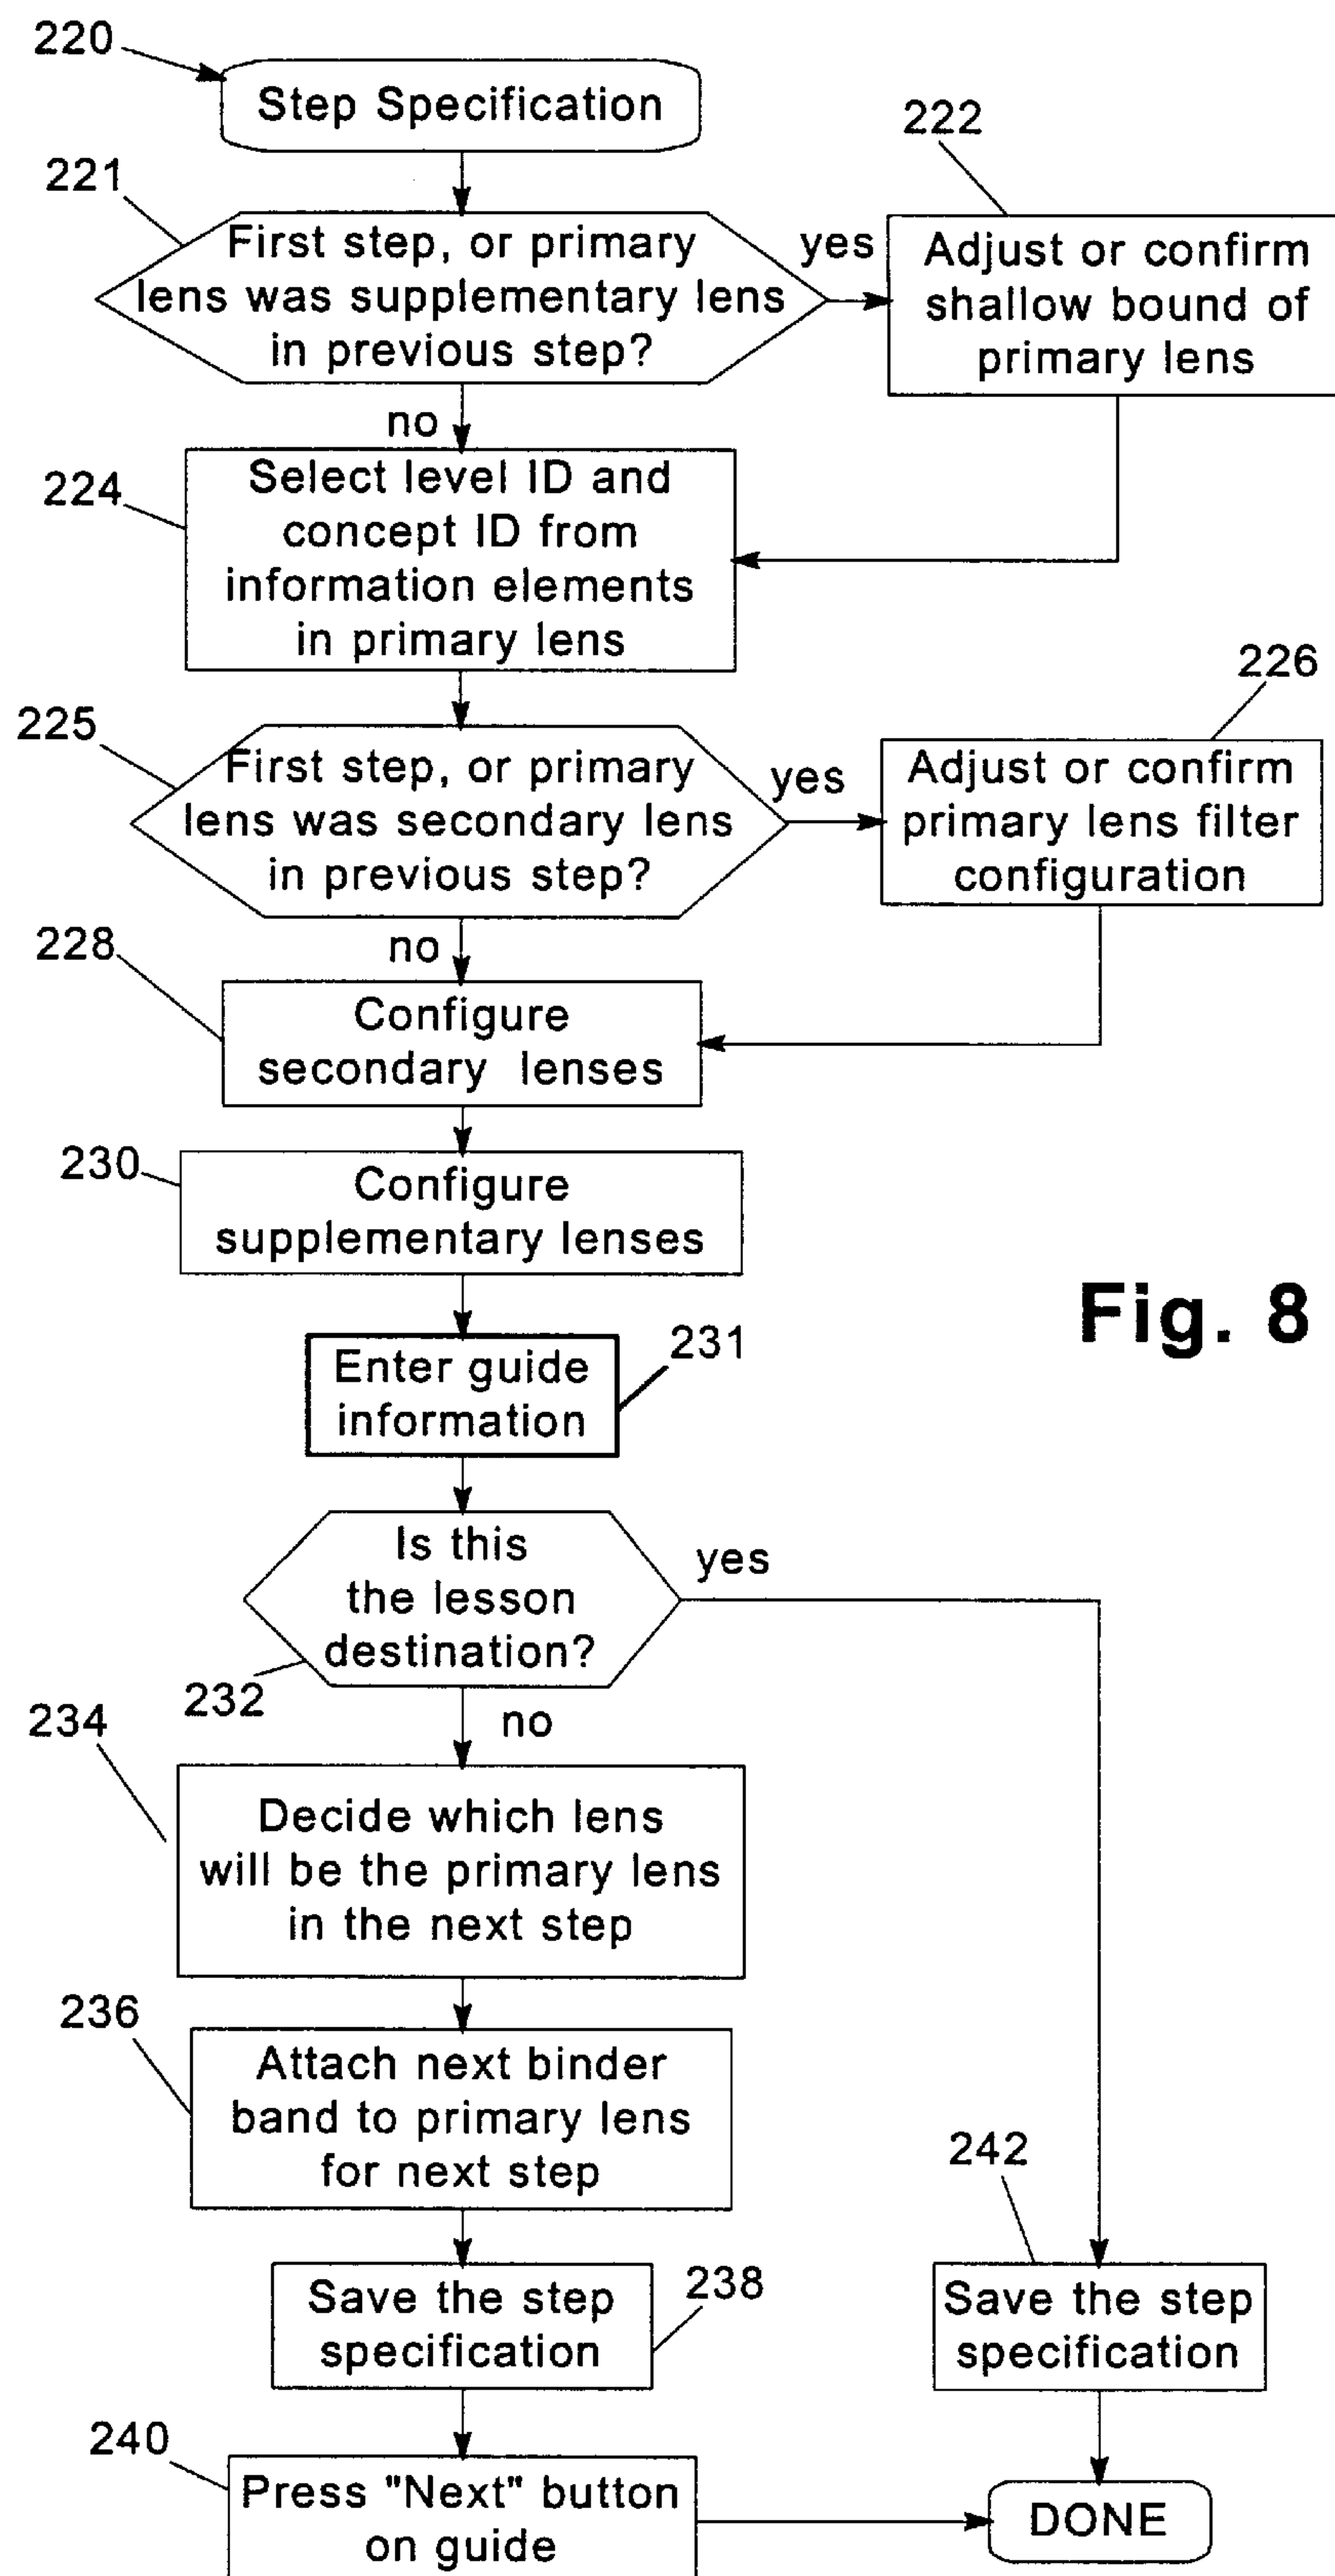 220
Step Specification
222
221
First step, or primary
lens was supplementary lens
in previous step?
yes
Adjust or confirm
shallow bound of
primary lens
no
224
Select level ID and
concept ID from
information elements
in primary lens
226
225
First step, or primary
lens was secondary lens
in previous step?
yes
Adjust or confirm
primary lens filter
configuration
no
228
Configure
secondary lenses
230
Configure
supplementary lenses
Fig. 8
231
Enter guide
information
Is this
the lesson
destination?
yes
232
no
234
Decide which lens
will be the primary lens
in the next step
236
Attach next binder
band to primary lens
for next step
242
238
Save the step
specification
Save the step
specification
240
Press "Next" button
on guide
DONE